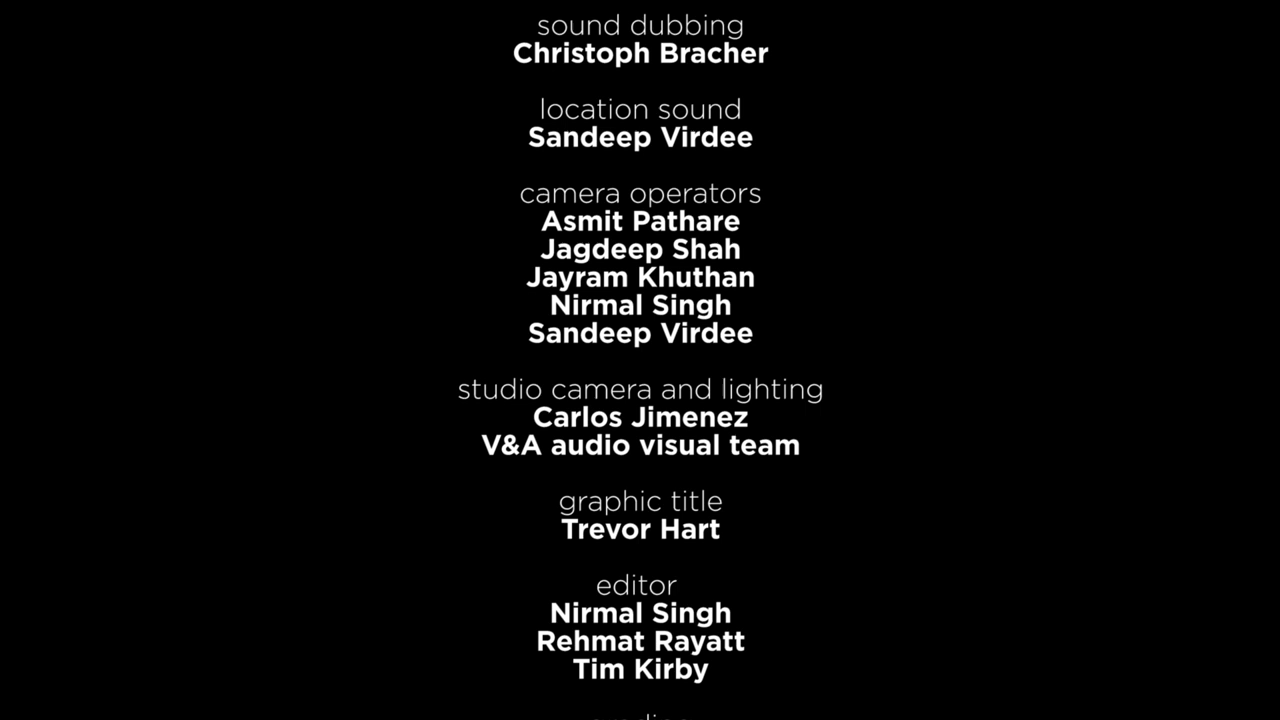 sound dubbing
Christoph Bracher
location sound
Sandeep Virdee
camera operators
Asmit Pathare
Jagdeep Shah
Jayram Khuthan
Nirmal Singh
Sandeep Virdee
studio camera and lighting
Carlos Jimenez
V&A audio visual team
graphic title
Trevor Hart
editor
Nirmal Singh
Rehmat Rayatt
Tim Kirby